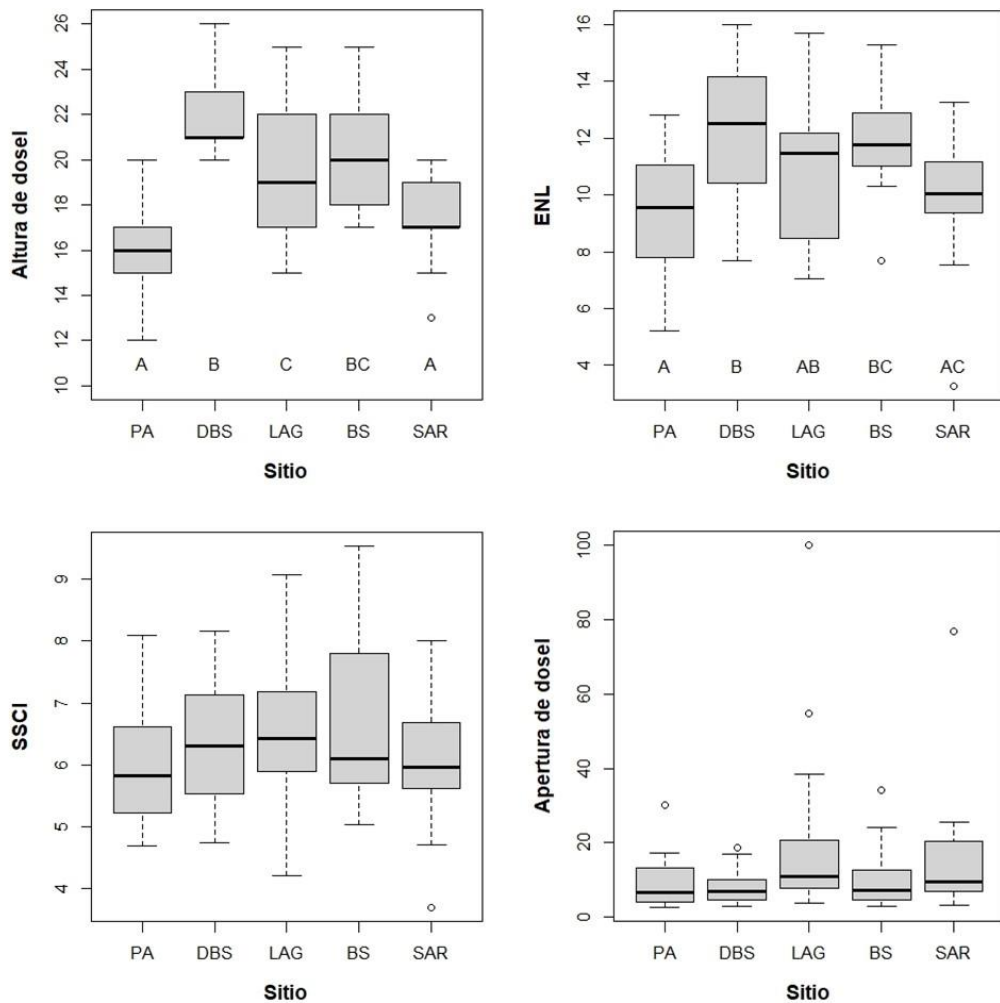 Altura de dosel
26
24
22
20
18
16
14
12
10
A B C BC A
PA DBS LAG BS SAR
Sitio
ENL
16
14
12
10
8
6
4
A B AB BC AC
PA DBS LAG BS SAR
Sitio
SSCI
9
8
7
6
5
4
PA DBS LAG BS SAR
Sitio
Apertura de dosel
100
80
60
40
20
0
PA DBS LAG BS SAR
Sitio